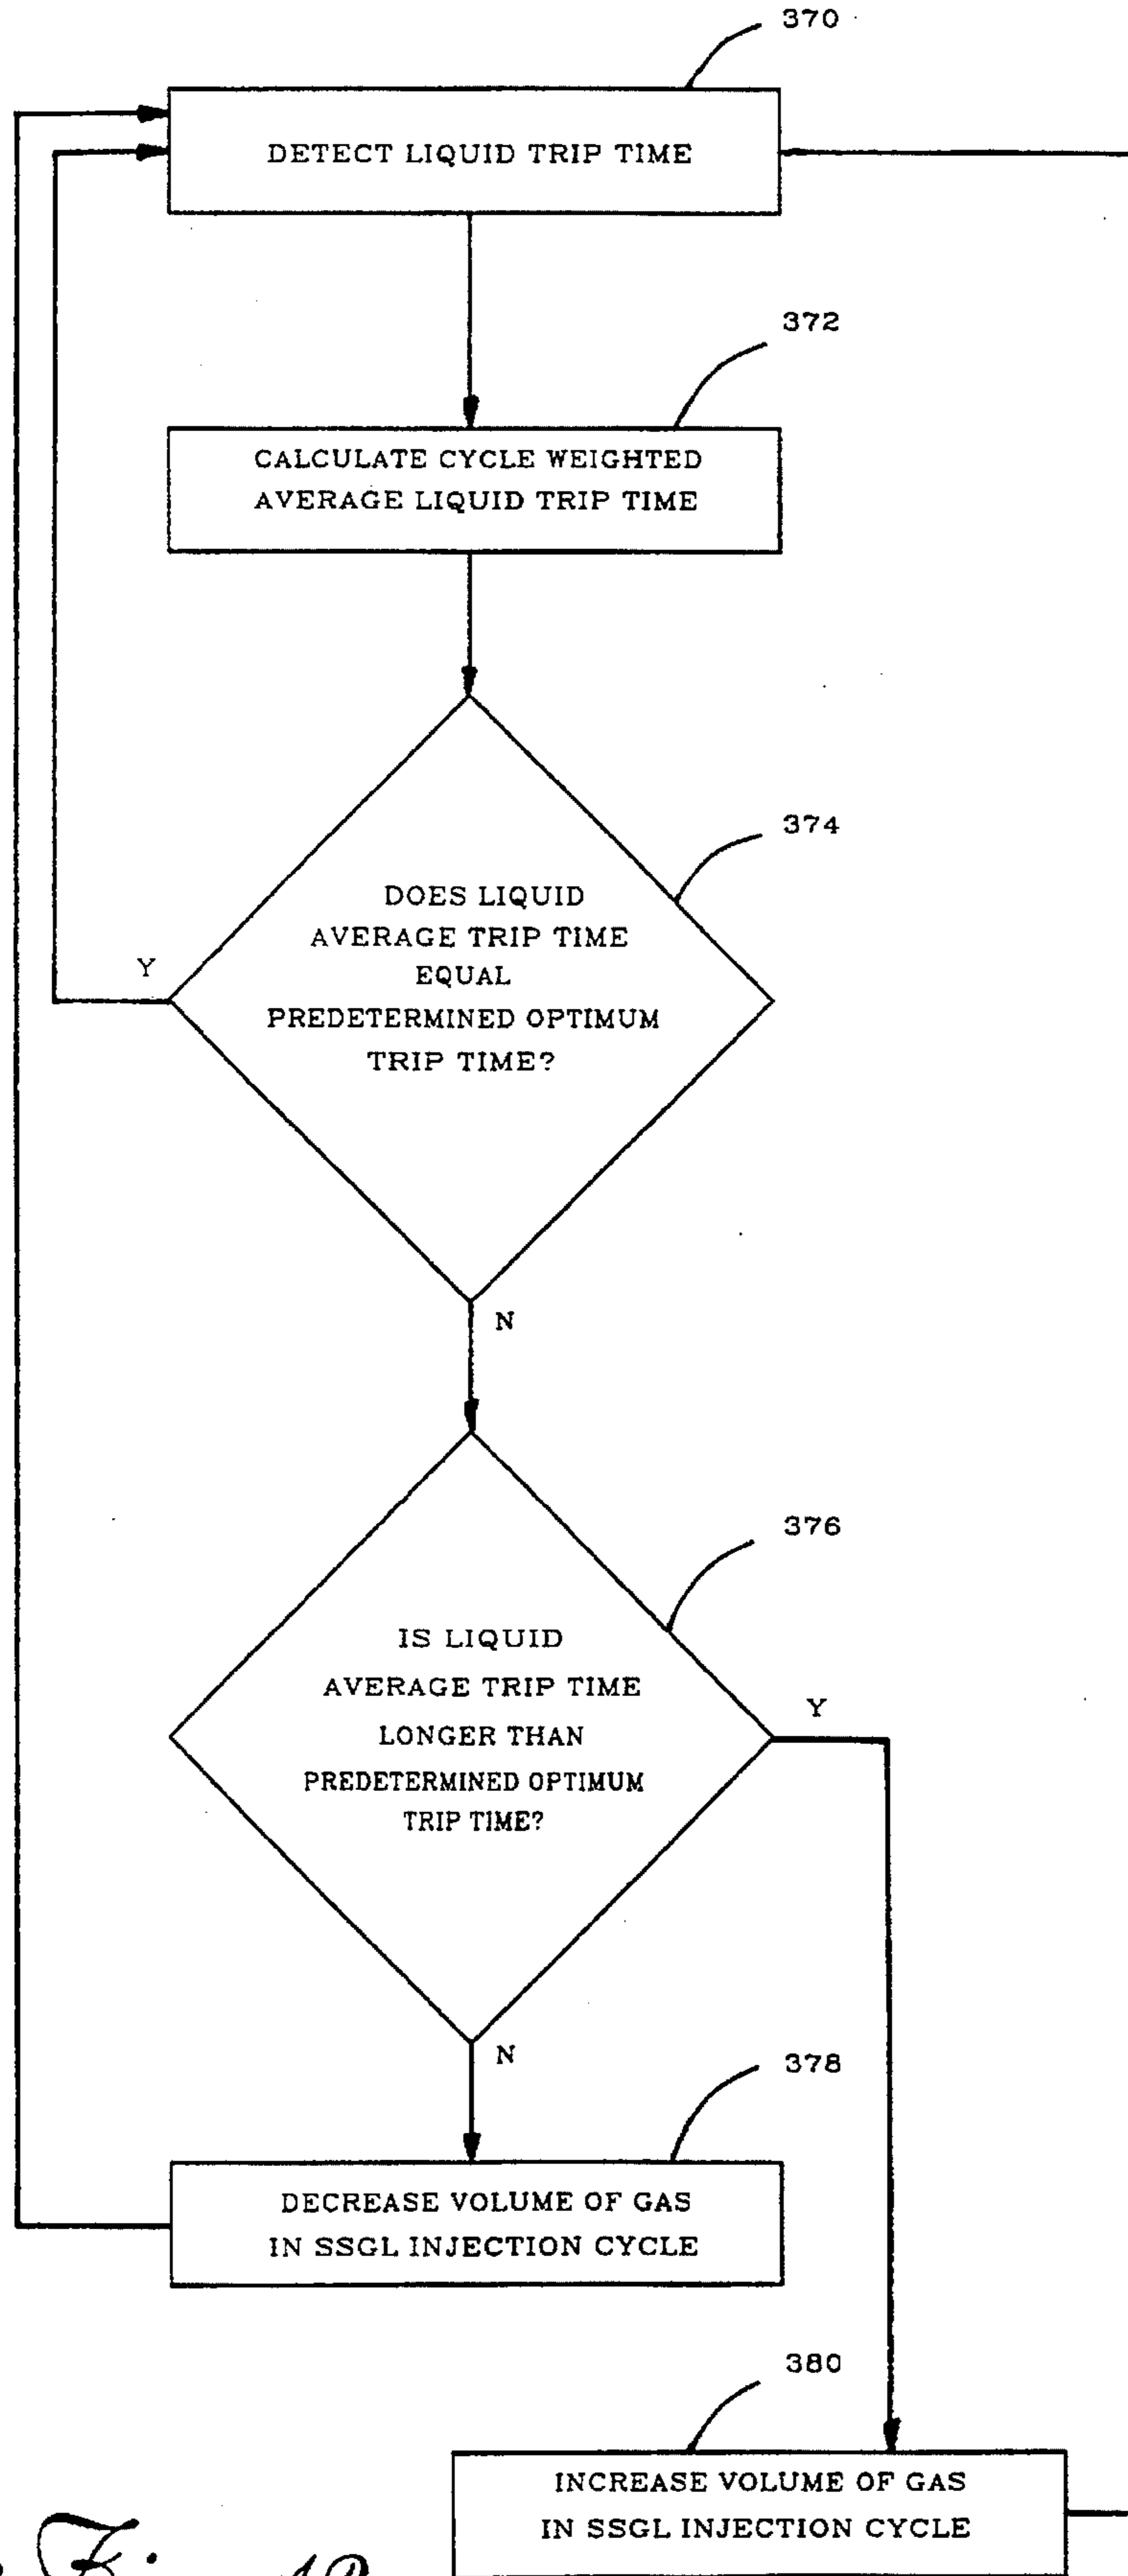 370
DETECT LIQUID TRIP TIME
372
CALCULATE CYCLE WEIGHTED
AVERAGE LIQUID TRIP TIME
374
DOES LIQUID
AVERAGE TRIP TIME
EQUAL
PREDETERMINED OPTIMUM
TRIP TIME?
Y
N
376
IS LIQUID
AVERAGE TRIP TIME
LONGER THAN
PREDETERMINED OPTIMUM
TRIP TIME?
Y
N
378
DECREASE VOLUME OF GAS
IN SSGL INJECTION CYCLE
380
INCREASE VOLUME OF GAS
IN SSGL INJECTION CYCLE